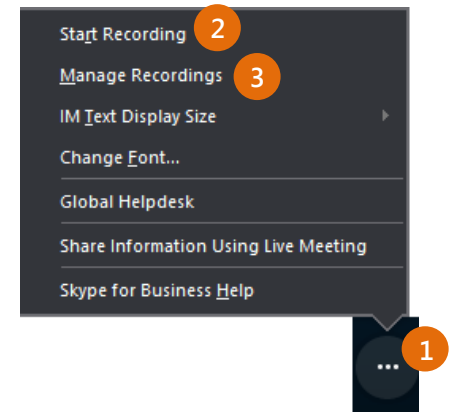 Start Recording 2
Manage Recordings 3
IM Text Display Size
Change Font...
Global Helpdesk
Share Information Using Live Meeting
Skype for Business Help
... 1